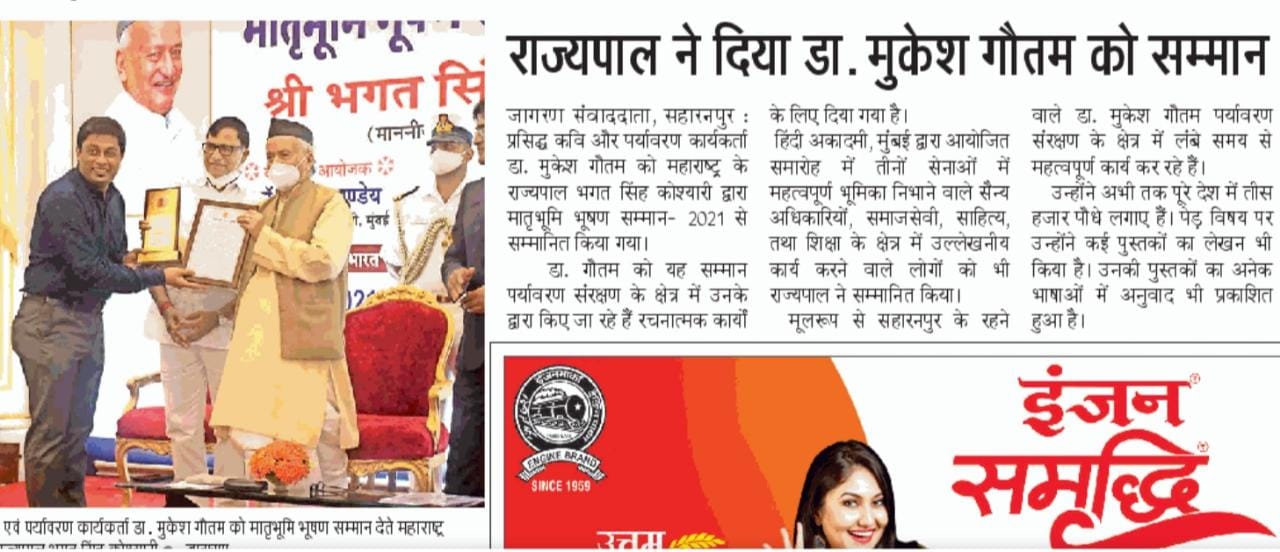 राज्यपाल ने दिया डा. मुकेश गौतम को सम्मान
जागरण संवाददाता, सहारनपुर :
प्रसिद्ध कवि और पर्यावरण कार्यकर्ता
डा. मुकेश गौतम को महाराष्ट्र के
राज्यपाल भगत सिंह कोश्यारी द्वारा
मातृभूमि भूषण सम्मान- 2021 से
सम्मानित किया गया।
डा. गौतम को यह सम्मान
पर्यावरण संरक्षण के क्षेत्र में उनके
द्वारा किए जा रहे हैं रचनात्मक कार्यों
के लिए दिया गया है।
हिंदी अकादमी, मुंबई द्वारा आयोजित
समारोह में तीनों सेनाओं में
महत्वपूर्ण भूमिका निभाने वाले सैन्य
अधिकारियों, समाजसेवी, साहित्य,
तथा शिक्षा के क्षेत्र में उल्लेखनीय
कार्य करने वाले लोगों को भी
राज्यपाल ने सम्मानित किया।
मूलरूप से सहारनपुर के रहने
वाले डा. मुकेश गौतम पर्यावरण
संरक्षण के क्षेत्र में लंबे समय से
महत्वपूर्ण कार्य कर रहे हैं।
उन्होंने अभी तक पूरे देश में तीस
हजार पौधे लगाए हैं। पेड़ विषय पर
उन्होंने कई पुस्तकों का लेखन भी
किया है। उनकी पुस्तकों का अनेक
भाषाओं में अनुवाद भी प्रकाशित
हुआ है।
मातृभूमि
श्री भगत सि
(माननी
आयोजक
ण्डेय
मुंबई
भारत
एवं पर्यावरण कार्यकर्ता डा. मुकेश गौतम को मातृभूमि भूषण सम्मान देते महाराष्ट्र
ENGINE BRAND
SINCE 1959
उत्तम
इंजन
समृद्धि